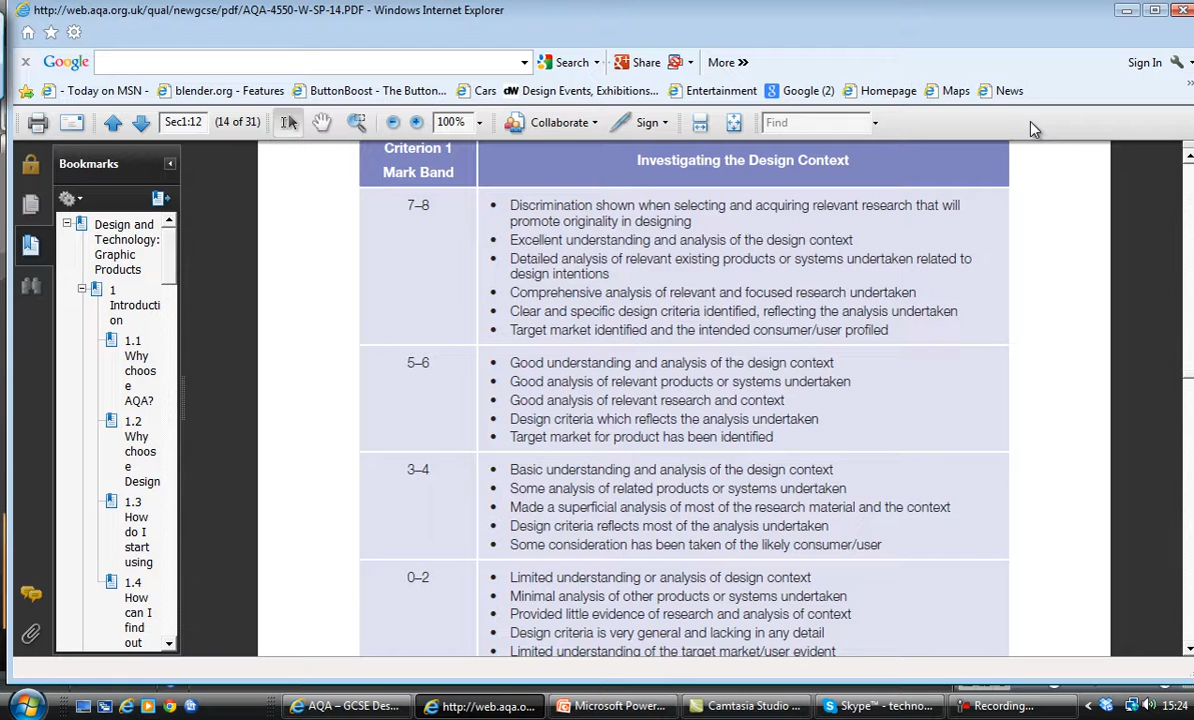 http://web.aqa.org.uk/qual/newgcse/pdf/AQA-4550-W-SP-14.PDF - Windows Internet Explorer
Google Search Share More » Sign In
- Today on MSN - blender.org - Features ButtonBoost - The Button... Cars dw Design Events, Exhibitions... Entertainment Google (2) Homepage Maps News
Sec1:12 (14 of 31) 100% Collaborate Sign Find
Bookmarks
Design and
Technology:
Graphic
Products
1
Introducti
on
1.1
Why
choos
e
AQA?
1.2
Why
choos
e
Design
1.3
How
do I
start
using
1.4
How
can I
find
out
Criterion 1
Mark Band
Investigating the Design Context
7–8
• Discrimination shown when selecting and acquiring relevant research that will
promote originality in designing
• Excellent understanding and analysis of the design context
• Detailed analysis of relevant existing products or systems undertaken related to
design intentions
• Comprehensive analysis of relevant and focused research undertaken
• Clear and specific design criteria identified, reflecting the analysis undertaken
• Target market identified and the intended consumer/user profiled
5–6
• Good understanding and analysis of the design context
• Good analysis of relevant products or systems undertaken
• Good analysis of relevant research and context
• Design criteria which reflects the analysis undertaken
• Target market for product has been identified
3–4
• Basic understanding and analysis of the design context
• Some analysis of related products or systems undertaken
• Made a superficial analysis of most of the research material and the context
• Design criteria reflects most of the analysis undertaken
• Some consideration has been taken of the likely consumer/user
0–2
• Limited understanding or analysis of design context
• Minimal analysis of other products or systems undertaken
• Provided little evidence of research and analysis of context
• Design criteria is very general and lacking in any detail
• Limited understanding of the target market/user evident
AQA – GCSE Des... http://web.aqa.o... Microsoft Power... Camtasia Studio ... Skype™ - techno... Recording... 15:24